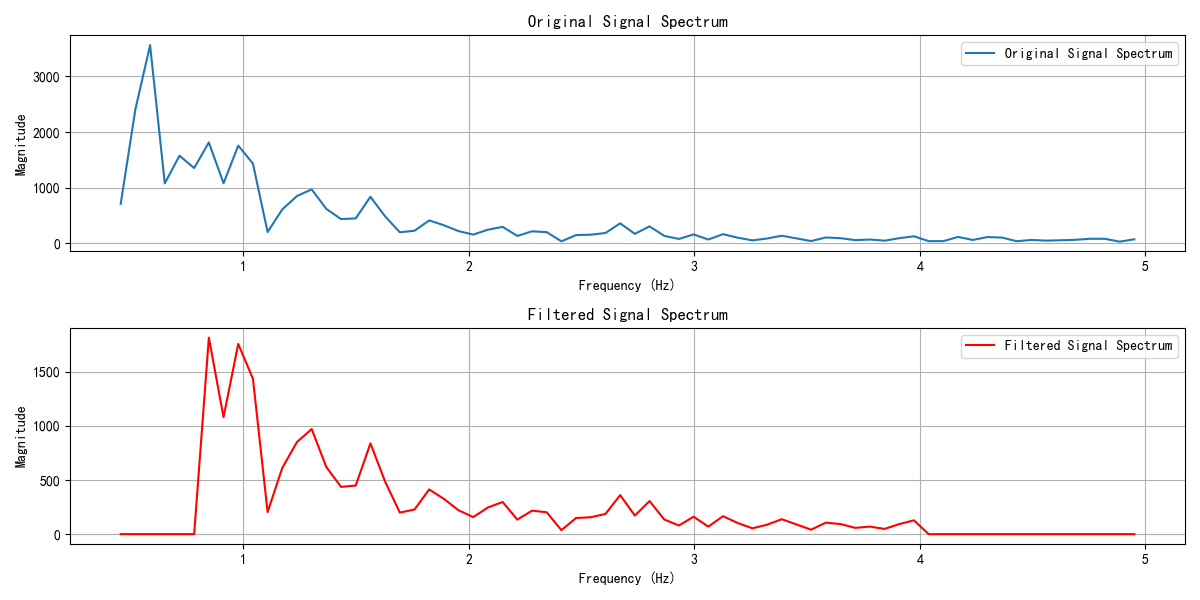 Original Signal Spectrum
Original Signal Spectrum
Magnitude
3000
2000
1000
0
1 2 3 4 5
Frequency (Hz)
Filtered Signal Spectrum
Filtered Signal Spectrum
Magnitude
1500
1000
500
0
1 2 3 4 5
Frequency (Hz)